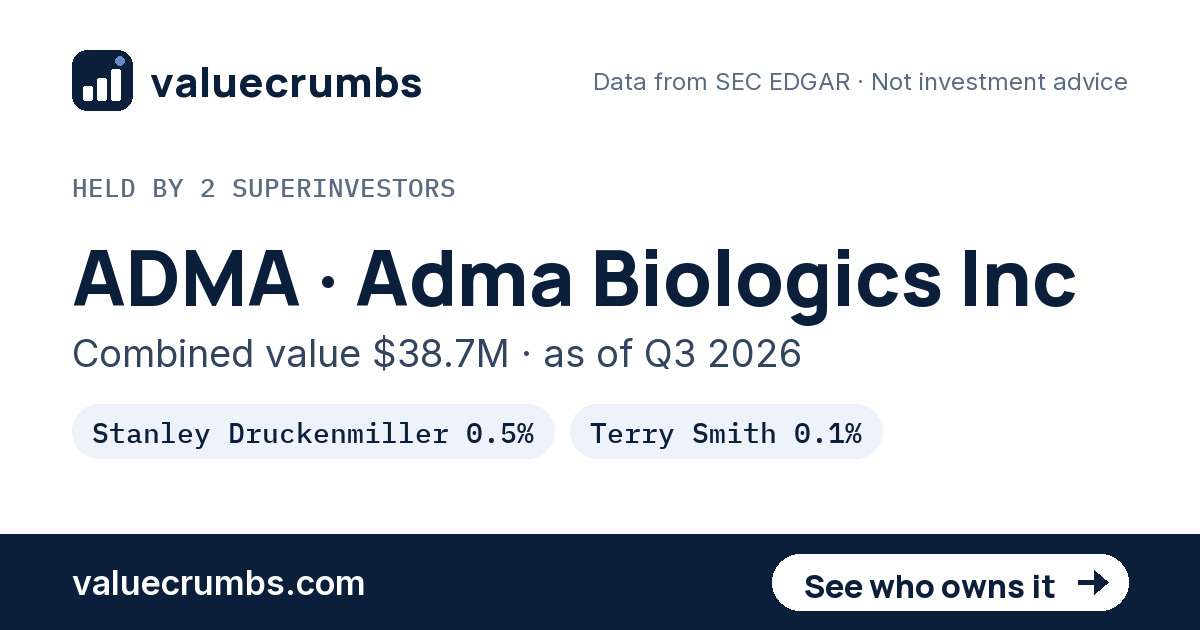 valuecrumbs
Data from SEC EDGAR · Not investment advice
HELD BY 2 SUPERINVESTORS
ADMA · Adma Biologics Inc
Combined value $38.7M · as of Q3 2026
Stanley Druckenmiller 0.5%
Terry Smith 0.1%
valuecrumbs.com
See who owns it →